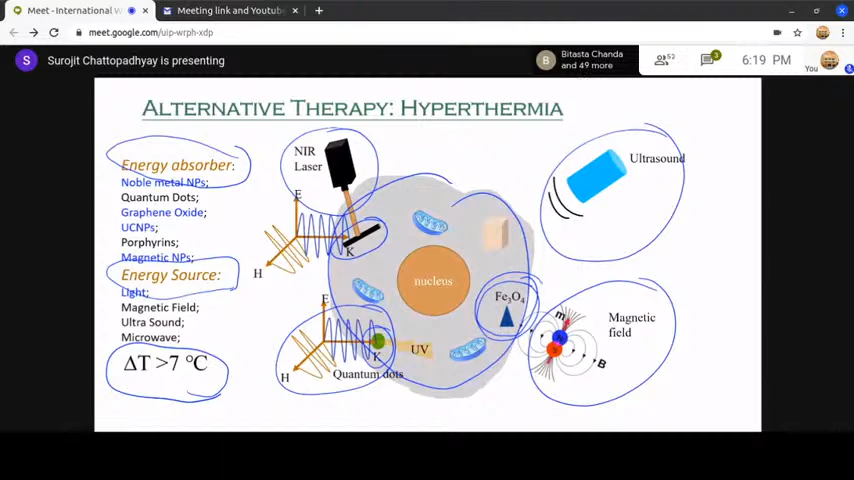 Meet - International W
Meeting link and Youtub
meet.google.com/uip-wrph-xdp
S
Surojit Chattopadhyay is presenting
B
Bitasta Chanda
and 49 more
52
3
6:19 PM
You
ALTERNATIVE THERAPY: HYPERTHERMIA
Energy absorber:
Noble metal NPs;
Quantum Dots;
Graphene Oxide;
UCNPs;
Porphyrins;
Magnetic NPs;
Energy Source:
Light;
Magnetic Field;
Ultra Sound;
Microwave;
ΔT >7 °C
NIR
Laser
E
K
H
nucleus
Fe₃O₄
E
K
H
UV
Quantum dots
Ultrasound
Magnetic
field
m
B